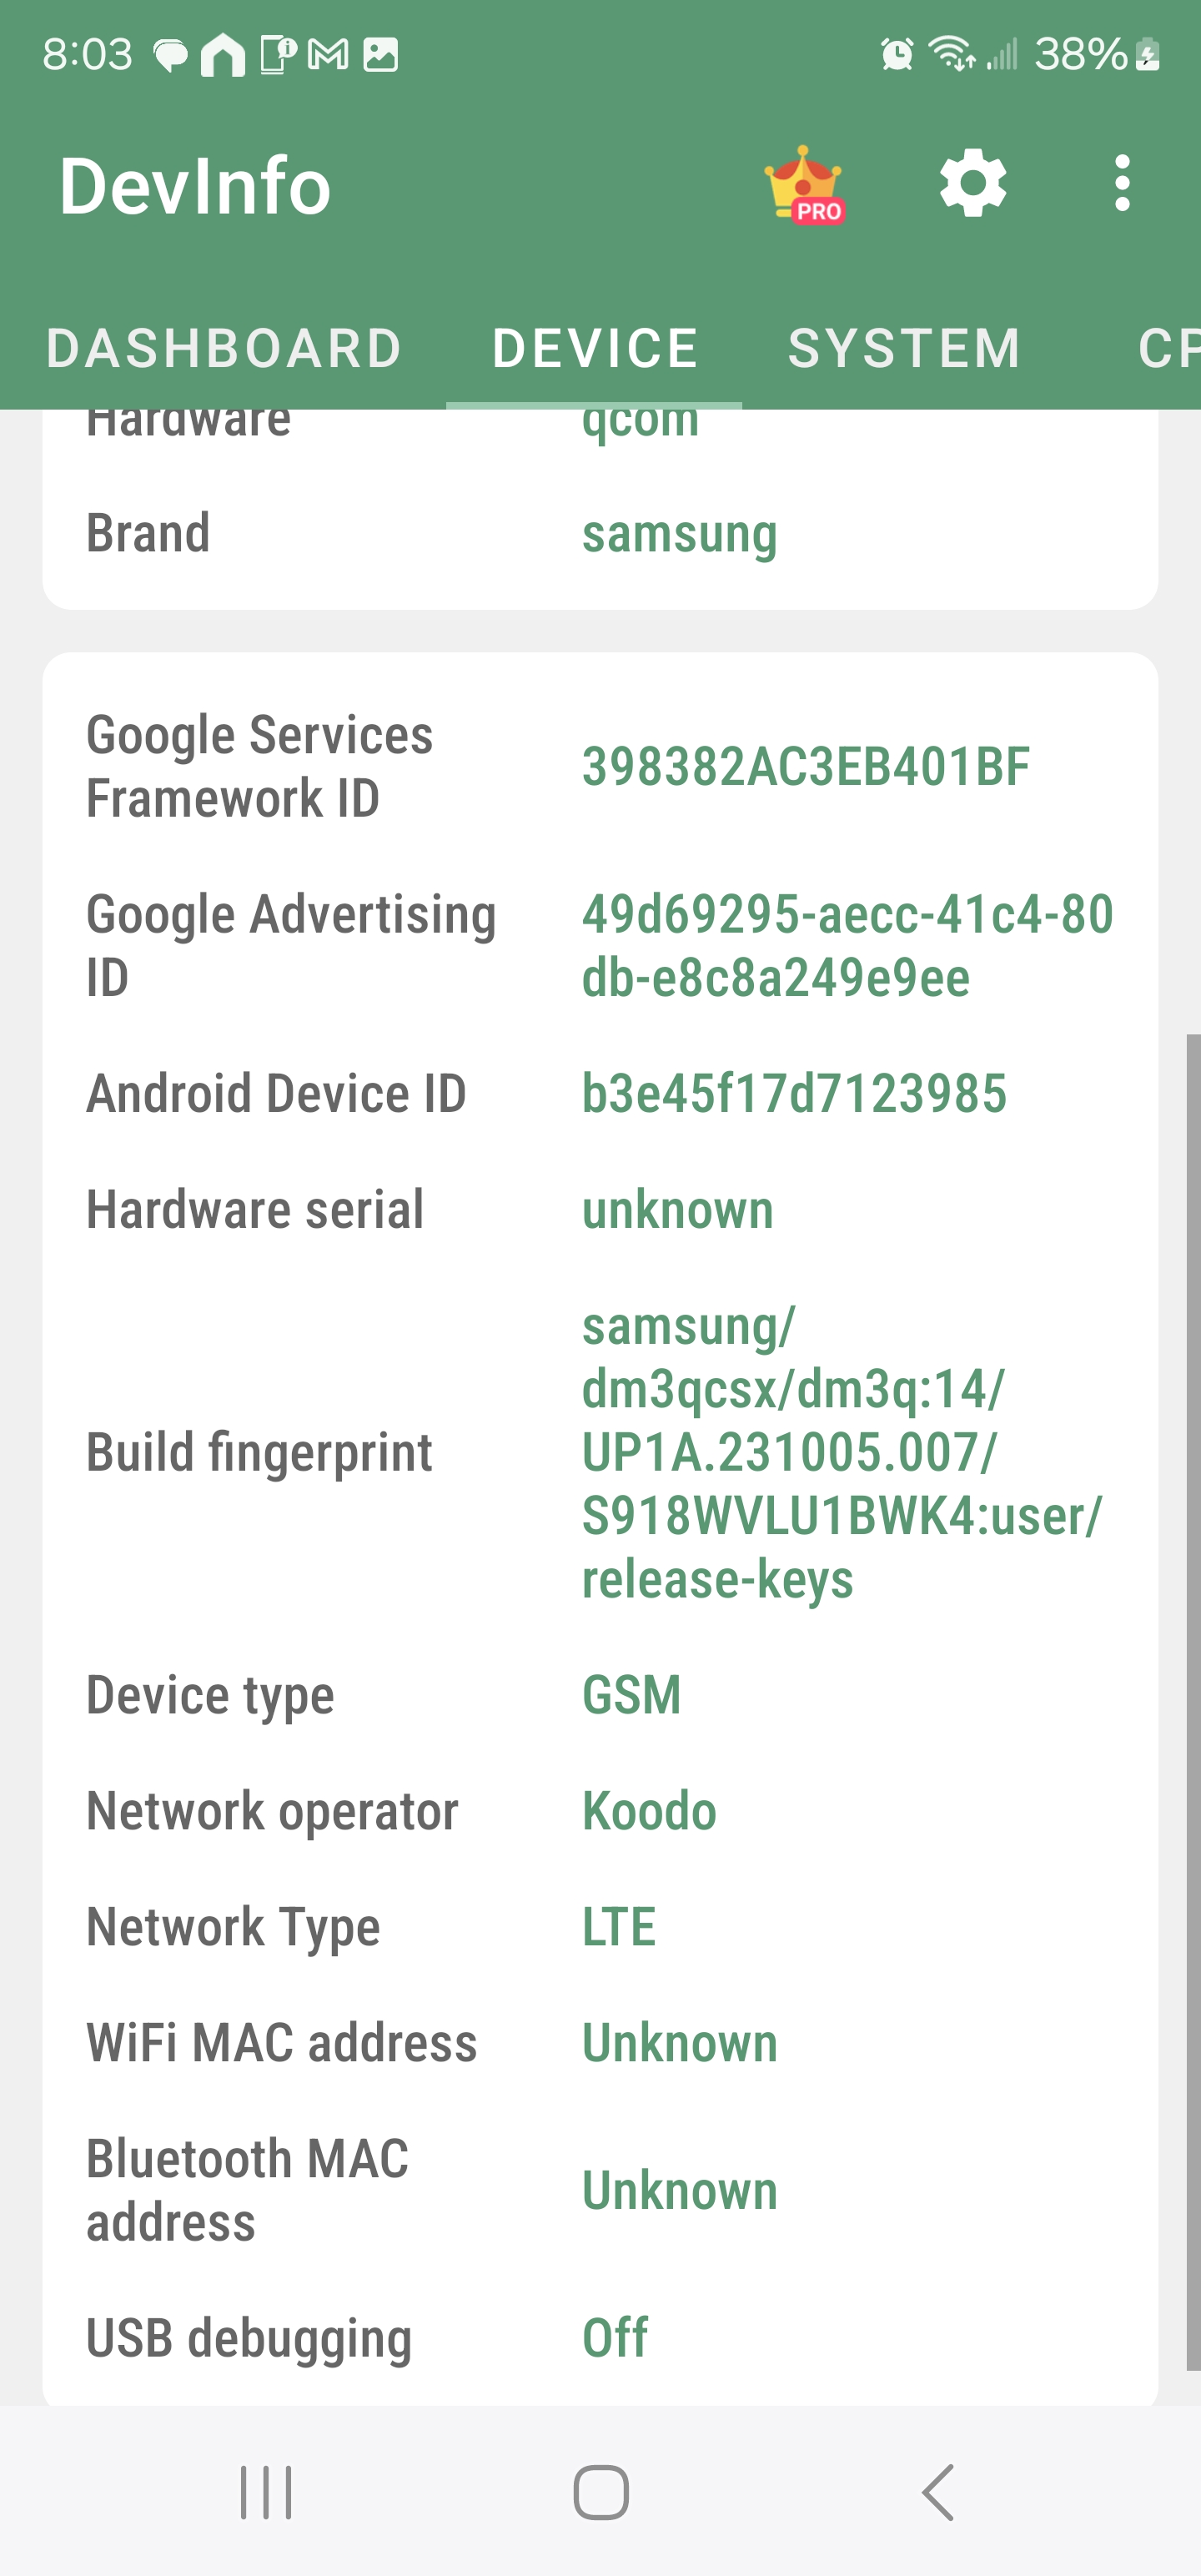 8:03
38%
DevInfo
PRO
DASHBOARD DEVICE SYSTEM CP
Hardware qcom
Brand samsung
Google Services
Framework ID
398382AC3EB401BF
Google Advertising
ID
49d69295-aecc-41c4-80
db-e8c8a249e9ee
Android Device ID b3e45f17d7123985
Hardware serial unknown
Build fingerprint
samsung/
dm3qcsx/dm3q:14/
UP1A.231005.007/
S918WVLU1BWK4:user/
release-keys
Device type GSM
Network operator Koodo
Network Type LTE
WiFi MAC address Unknown
Bluetooth MAC
address
Unknown
USB debugging Off